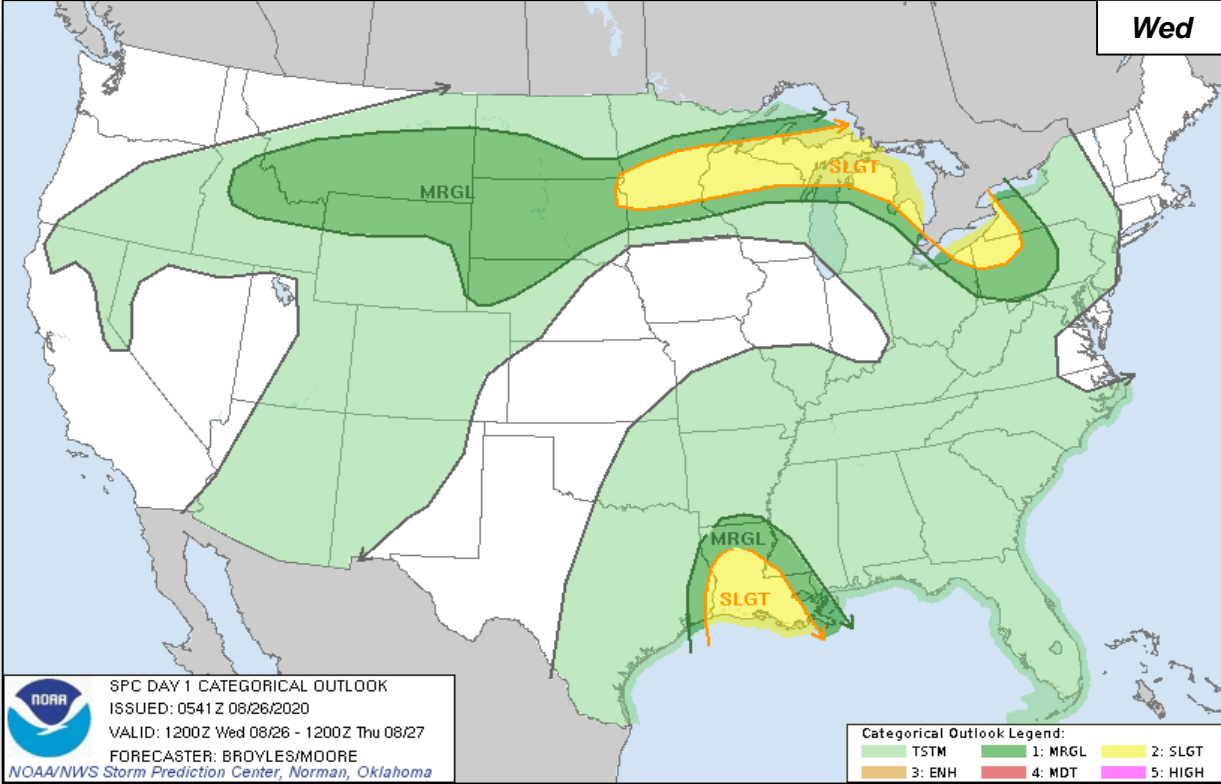 Wed
MRGL
SLGT
MRGL
SLGT
NOAA
SPC DAY 1 CATEGORICAL OUTLOOK
ISSUED: 0541Z 08/26/2020
VALID: 1200Z Wed 08/26 - 1200Z Thu 08/27
FORECASTER: BROYLES/MOORE
NOAA/NWS Storm Prediction Center, Norman, Oklahoma
Categorical Outlook Legend:
TSTM 1: MRGL 2: SLGT
3: ENH 4: MDT 5: HIGH